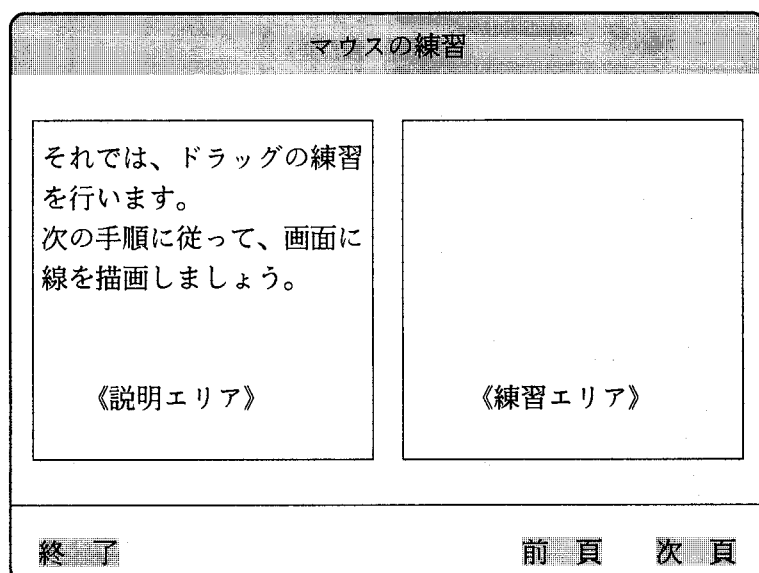 マウスの練習
それでは、ドラッグの練習
を行います。
次の手順に従って、画面に
線を描画しましょう。
《説明エリア》
《練習エリア》
終 了
前 頁
次 頁